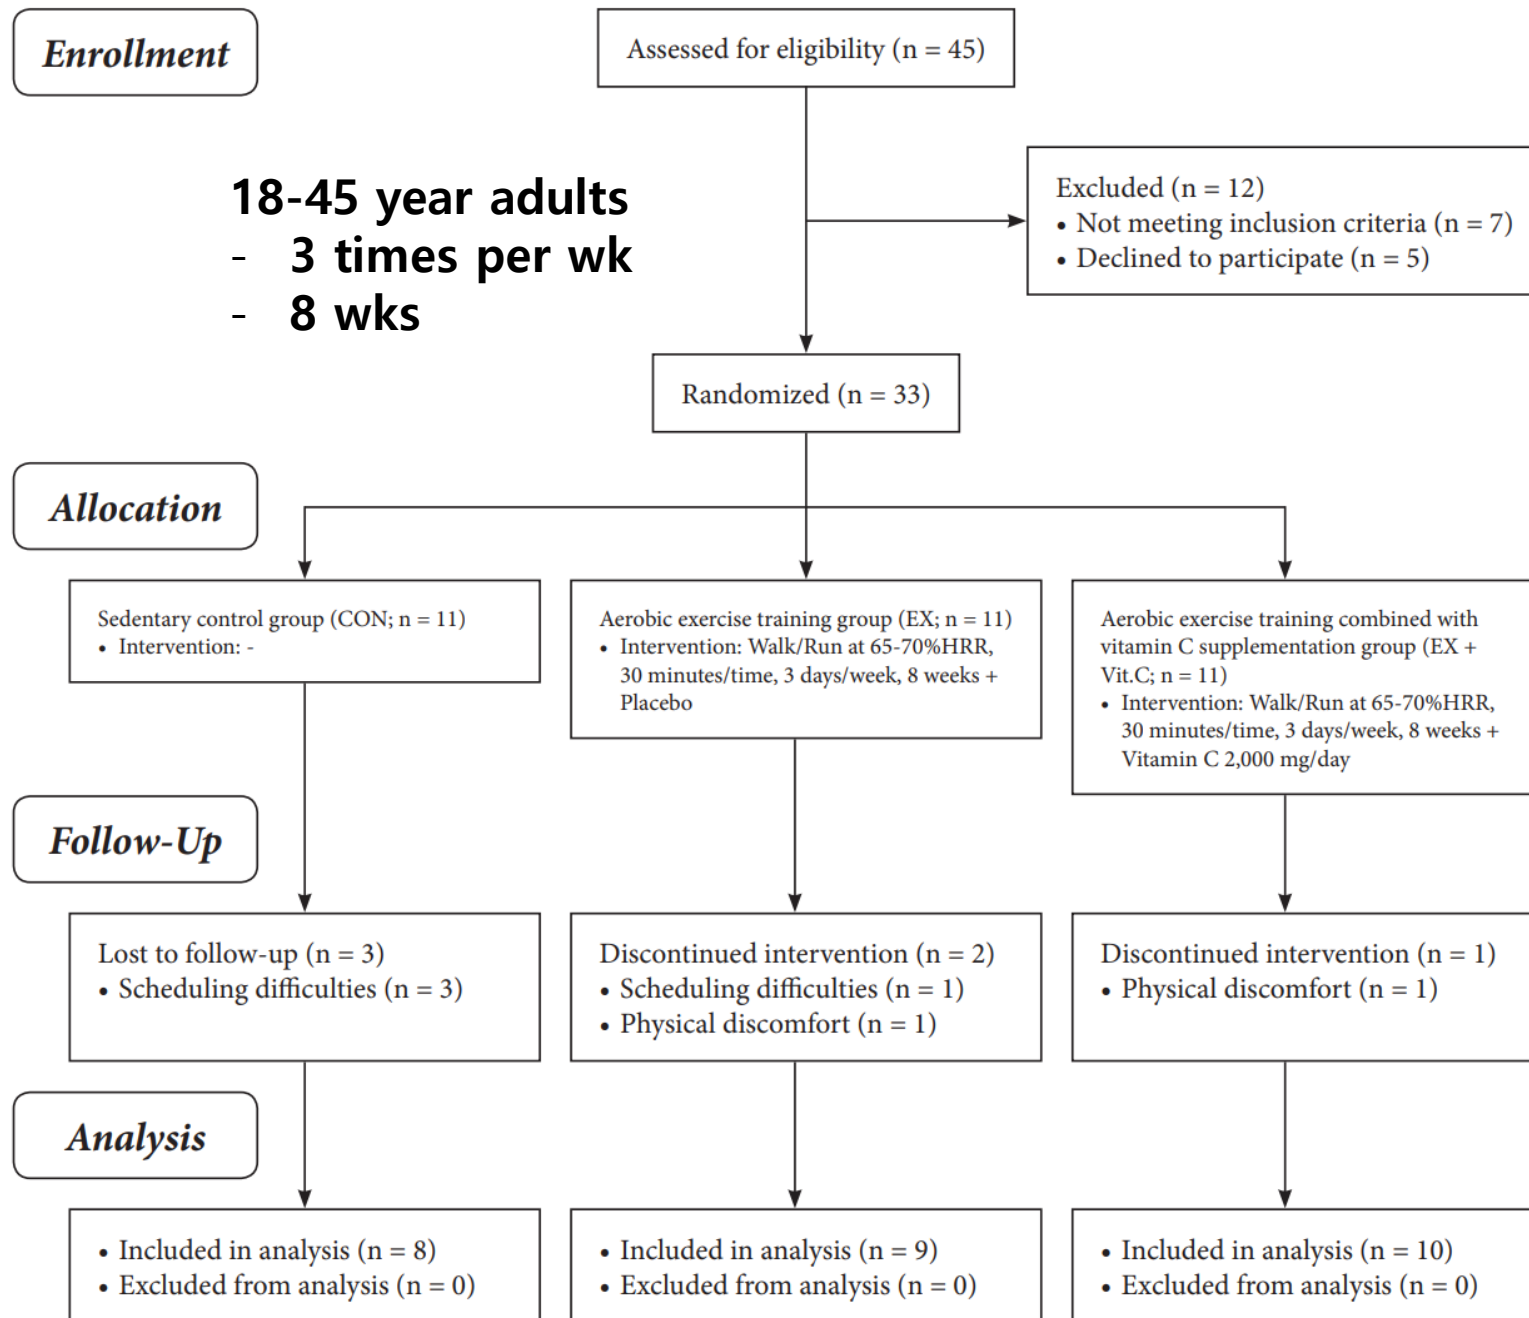 Enrollment
Assessed for eligibility (n = 45)
18-45 year adults
- 3 times per wk
- 8 wks
Excluded (n = 12)
• Not meeting inclusion criteria (n = 7)
• Declined to participate (n = 5)
Randomized (n = 33)
Allocation
Sedentary control group (CON; n = 11)
• Intervention: -
Aerobic exercise training group (EX; n = 11)
• Intervention: Walk/Run at 65-70%HRR,
30 minutes/time, 3 days/week, 8 weeks +
Placebo
Aerobic exercise training combined with
vitamin C supplementation group (EX +
Vit.C; n = 11)
• Intervention: Walk/Run at 65-70%HRR,
30 minutes/time, 3 days/week, 8 weeks +
Vitamin C 2,000 mg/day
Follow-Up
Lost to follow-up (n = 3)
• Scheduling difficulties (n = 3)
Discontinued intervention (n = 2)
• Scheduling difficulties (n = 1)
• Physical discomfort (n = 1)
Discontinued intervention (n = 1)
• Physical discomfort (n = 1)
Analysis
• Included in analysis (n = 8)
• Excluded from analysis (n = 0)
• Included in analysis (n = 9)
• Excluded from analysis (n = 0)
• Included in analysis (n = 10)
• Excluded from analysis (n = 0)